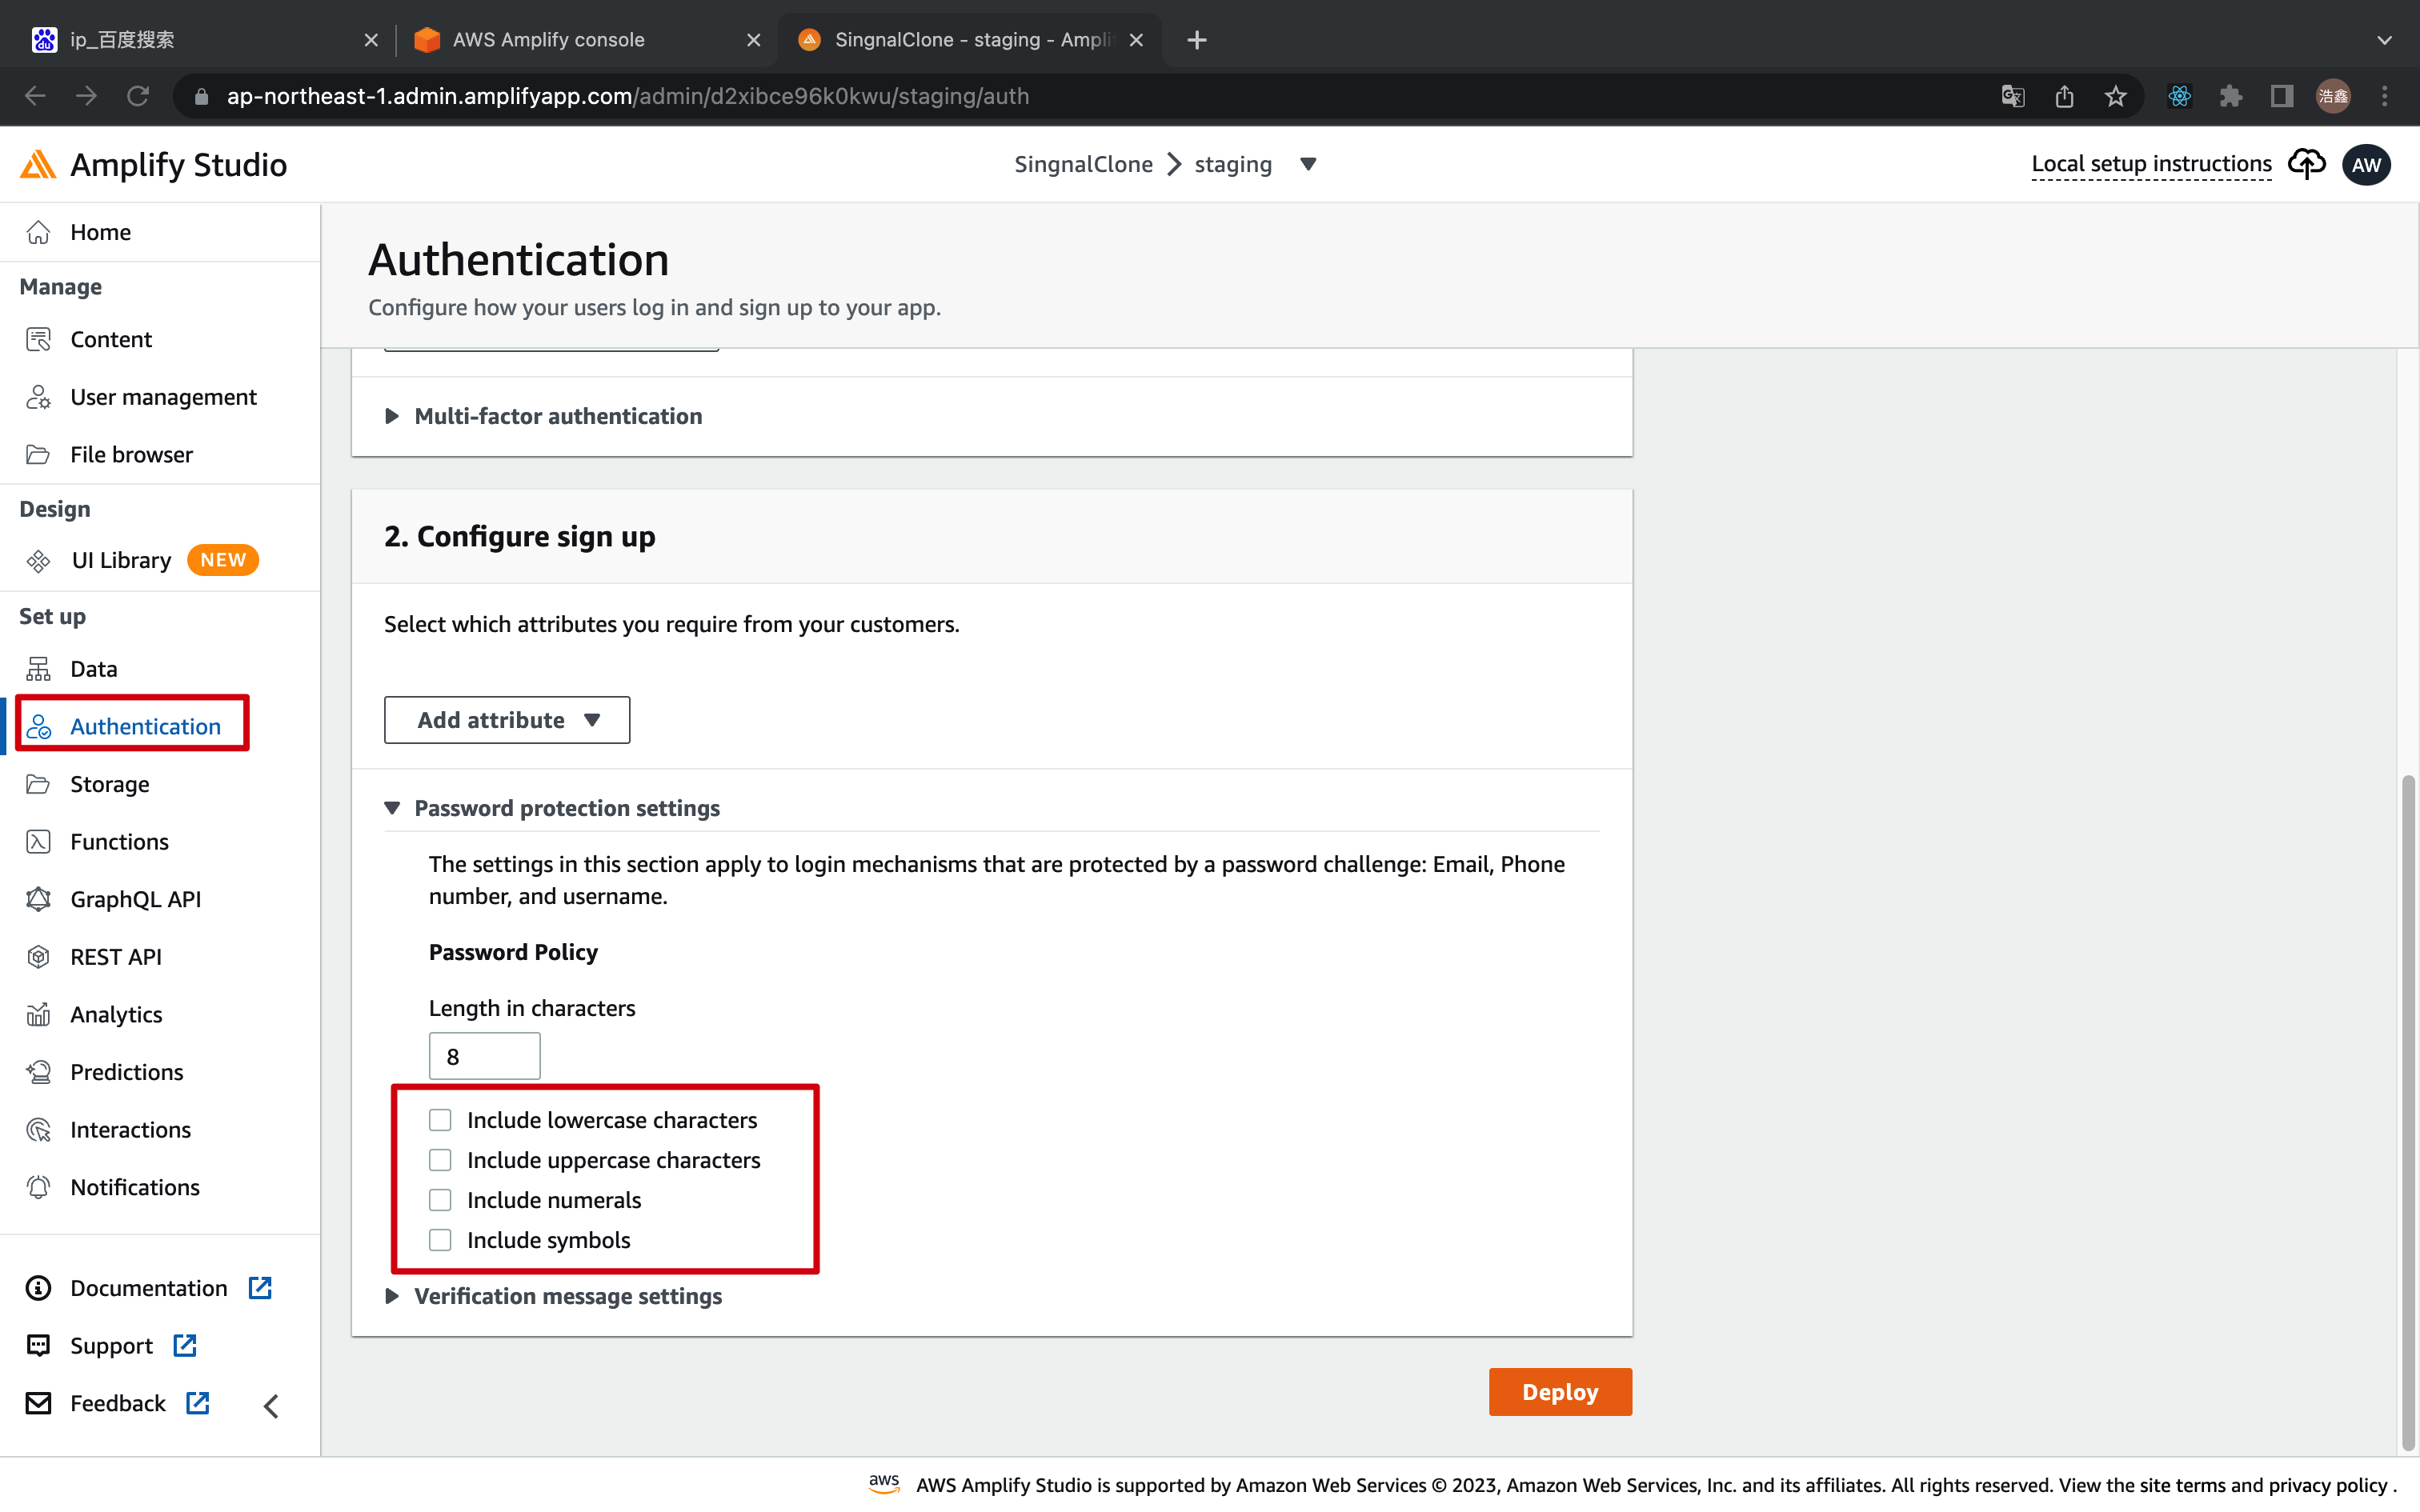 ip_百度搜索
AWS Amplify console
SingnalClone - staging - Ampli
ap-northeast-1.admin.amplifyapp.com/admin/d2xibce96k0kwu/staging/auth
浩鑫
Amplify Studio
SingnalClone
staging
Local setup instructions
AW
Home
Manage
Content
User management
File browser
Design
UI Library
NEW
Set up
Data
Authentication
Storage
Functions
GraphQL API
REST API
Analytics
Predictions
Interactions
Notifications
Documentation
Support
Feedback
Authentication
Configure how your users log in and sign up to your app.
Multi-factor authentication
2. Configure sign up
Select which attributes you require from your customers.
Add attribute
Password protection settings
The settings in this section apply to login mechanisms that are protected by a password challenge: Email, Phone
number, and username.
Password Policy
Length in characters
8
Include lowercase characters
Include uppercase characters
Include numerals
Include symbols
Verification message settings
Deploy
aws
AWS Amplify Studio is supported by Amazon Web Services © 2023, Amazon Web Services, Inc. and its affiliates. All rights reserved. View the site terms and privacy policy .